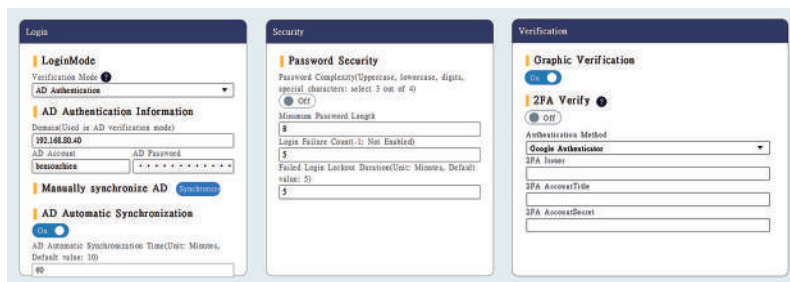 Login
LoginMode
Verification Mode ?
AD Authentication
AD Authentication Information
Domain(Used in AD verification mode)
192.168.80.40
AD Account
AD Password
bensonchien
Manually synchronize AD
Synchronize
AD Automatic Synchronization
On
AD Automatic Synchronization Time(Unit: Minutes,
Default value: 10)
60
Security
Password Security
Password Complexity(Uppercase, lowercase, digits,
special characters: select 3 out of 4)
Off
Minimum Password Length
8
Login Failure Count(-1: Not Enabled)
5
Failed Login Lockout Duration(Unit: Minutes, Default
value: 5)
5
Verification
Graphic Verification
On
2FA Verify ?
Off
Authentication Method
Google Authenticator
2FA Issuer
2FA AccountTitle
2FA AccountSecret